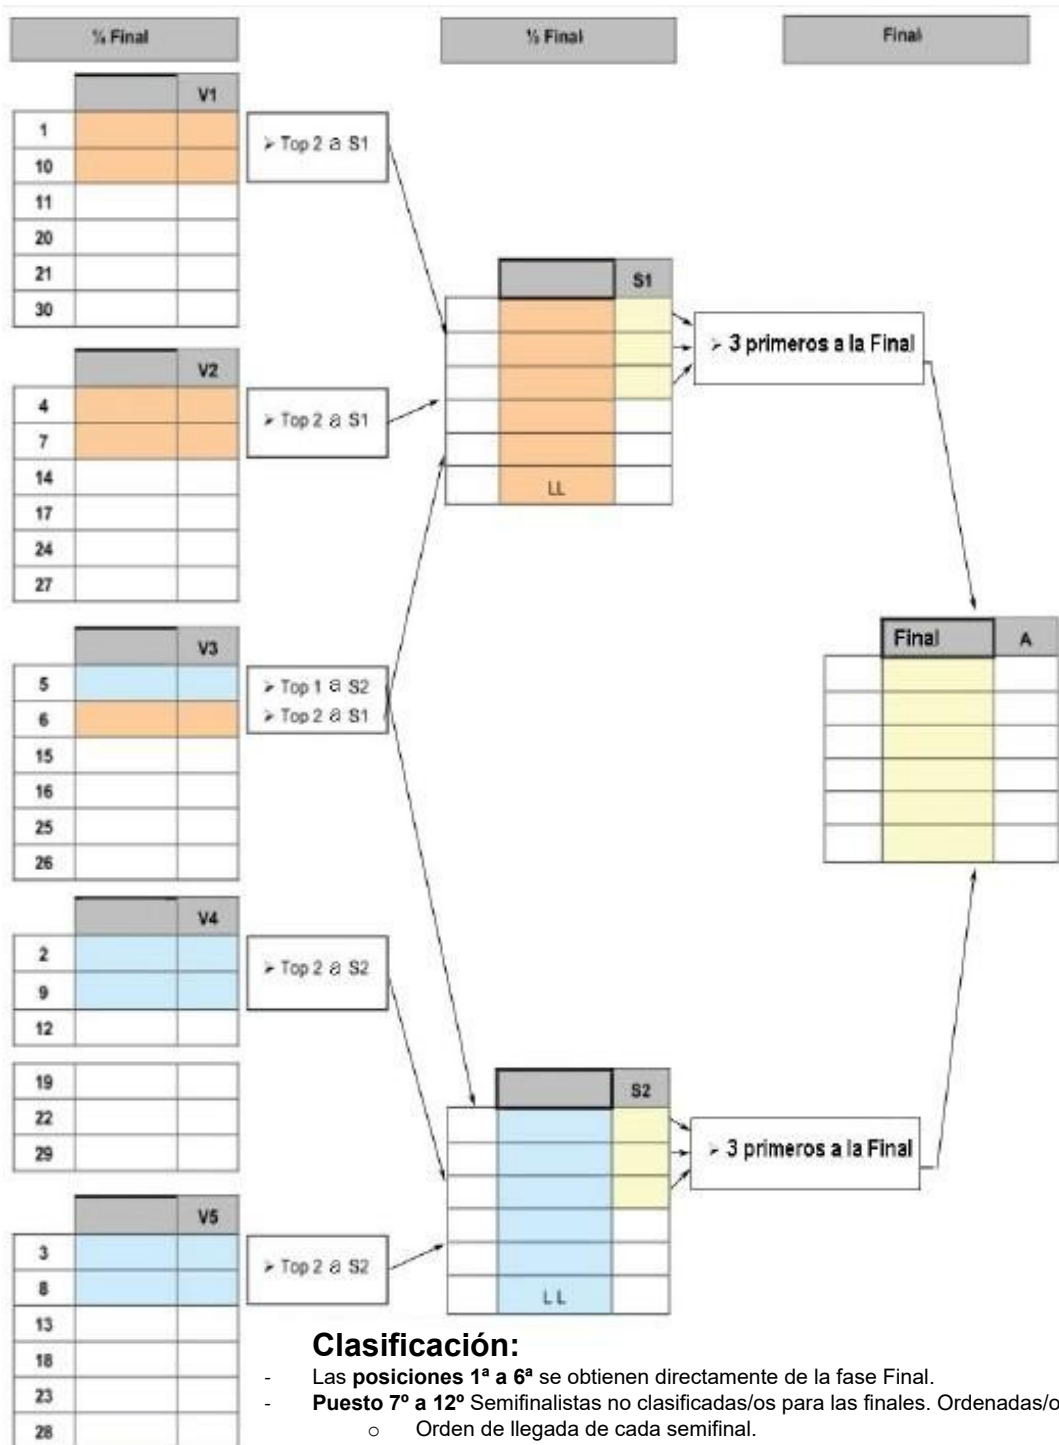 ¼ Final
½ Final
Final
V1
1
10
11
20
21
30
➢ Top 2 a S1
V2
4
7
14
17
24
27
➢ Top 2 a S1
V3
5
6
15
16
25
26
➢ Top 1 a S2
➢ Top 2 a S1
V4
2
9
12
19
22
29
➢ Top 2 a S2
V5
3
8
13
18
23
28
➢ Top 2 a S2
S1
LL
➢ 3 primeros a la Final
S2
L L
➢ 3 primeros a la Final
Final A
Clasificación:
- Las posiciones 1ª a 6ª se obtienen directamente de la fase Final.
- Puesto 7º a 12º Semifinalistas no clasificadas/os para las finales. Ordenadas/o
o Orden de llegada de cada semifinal.